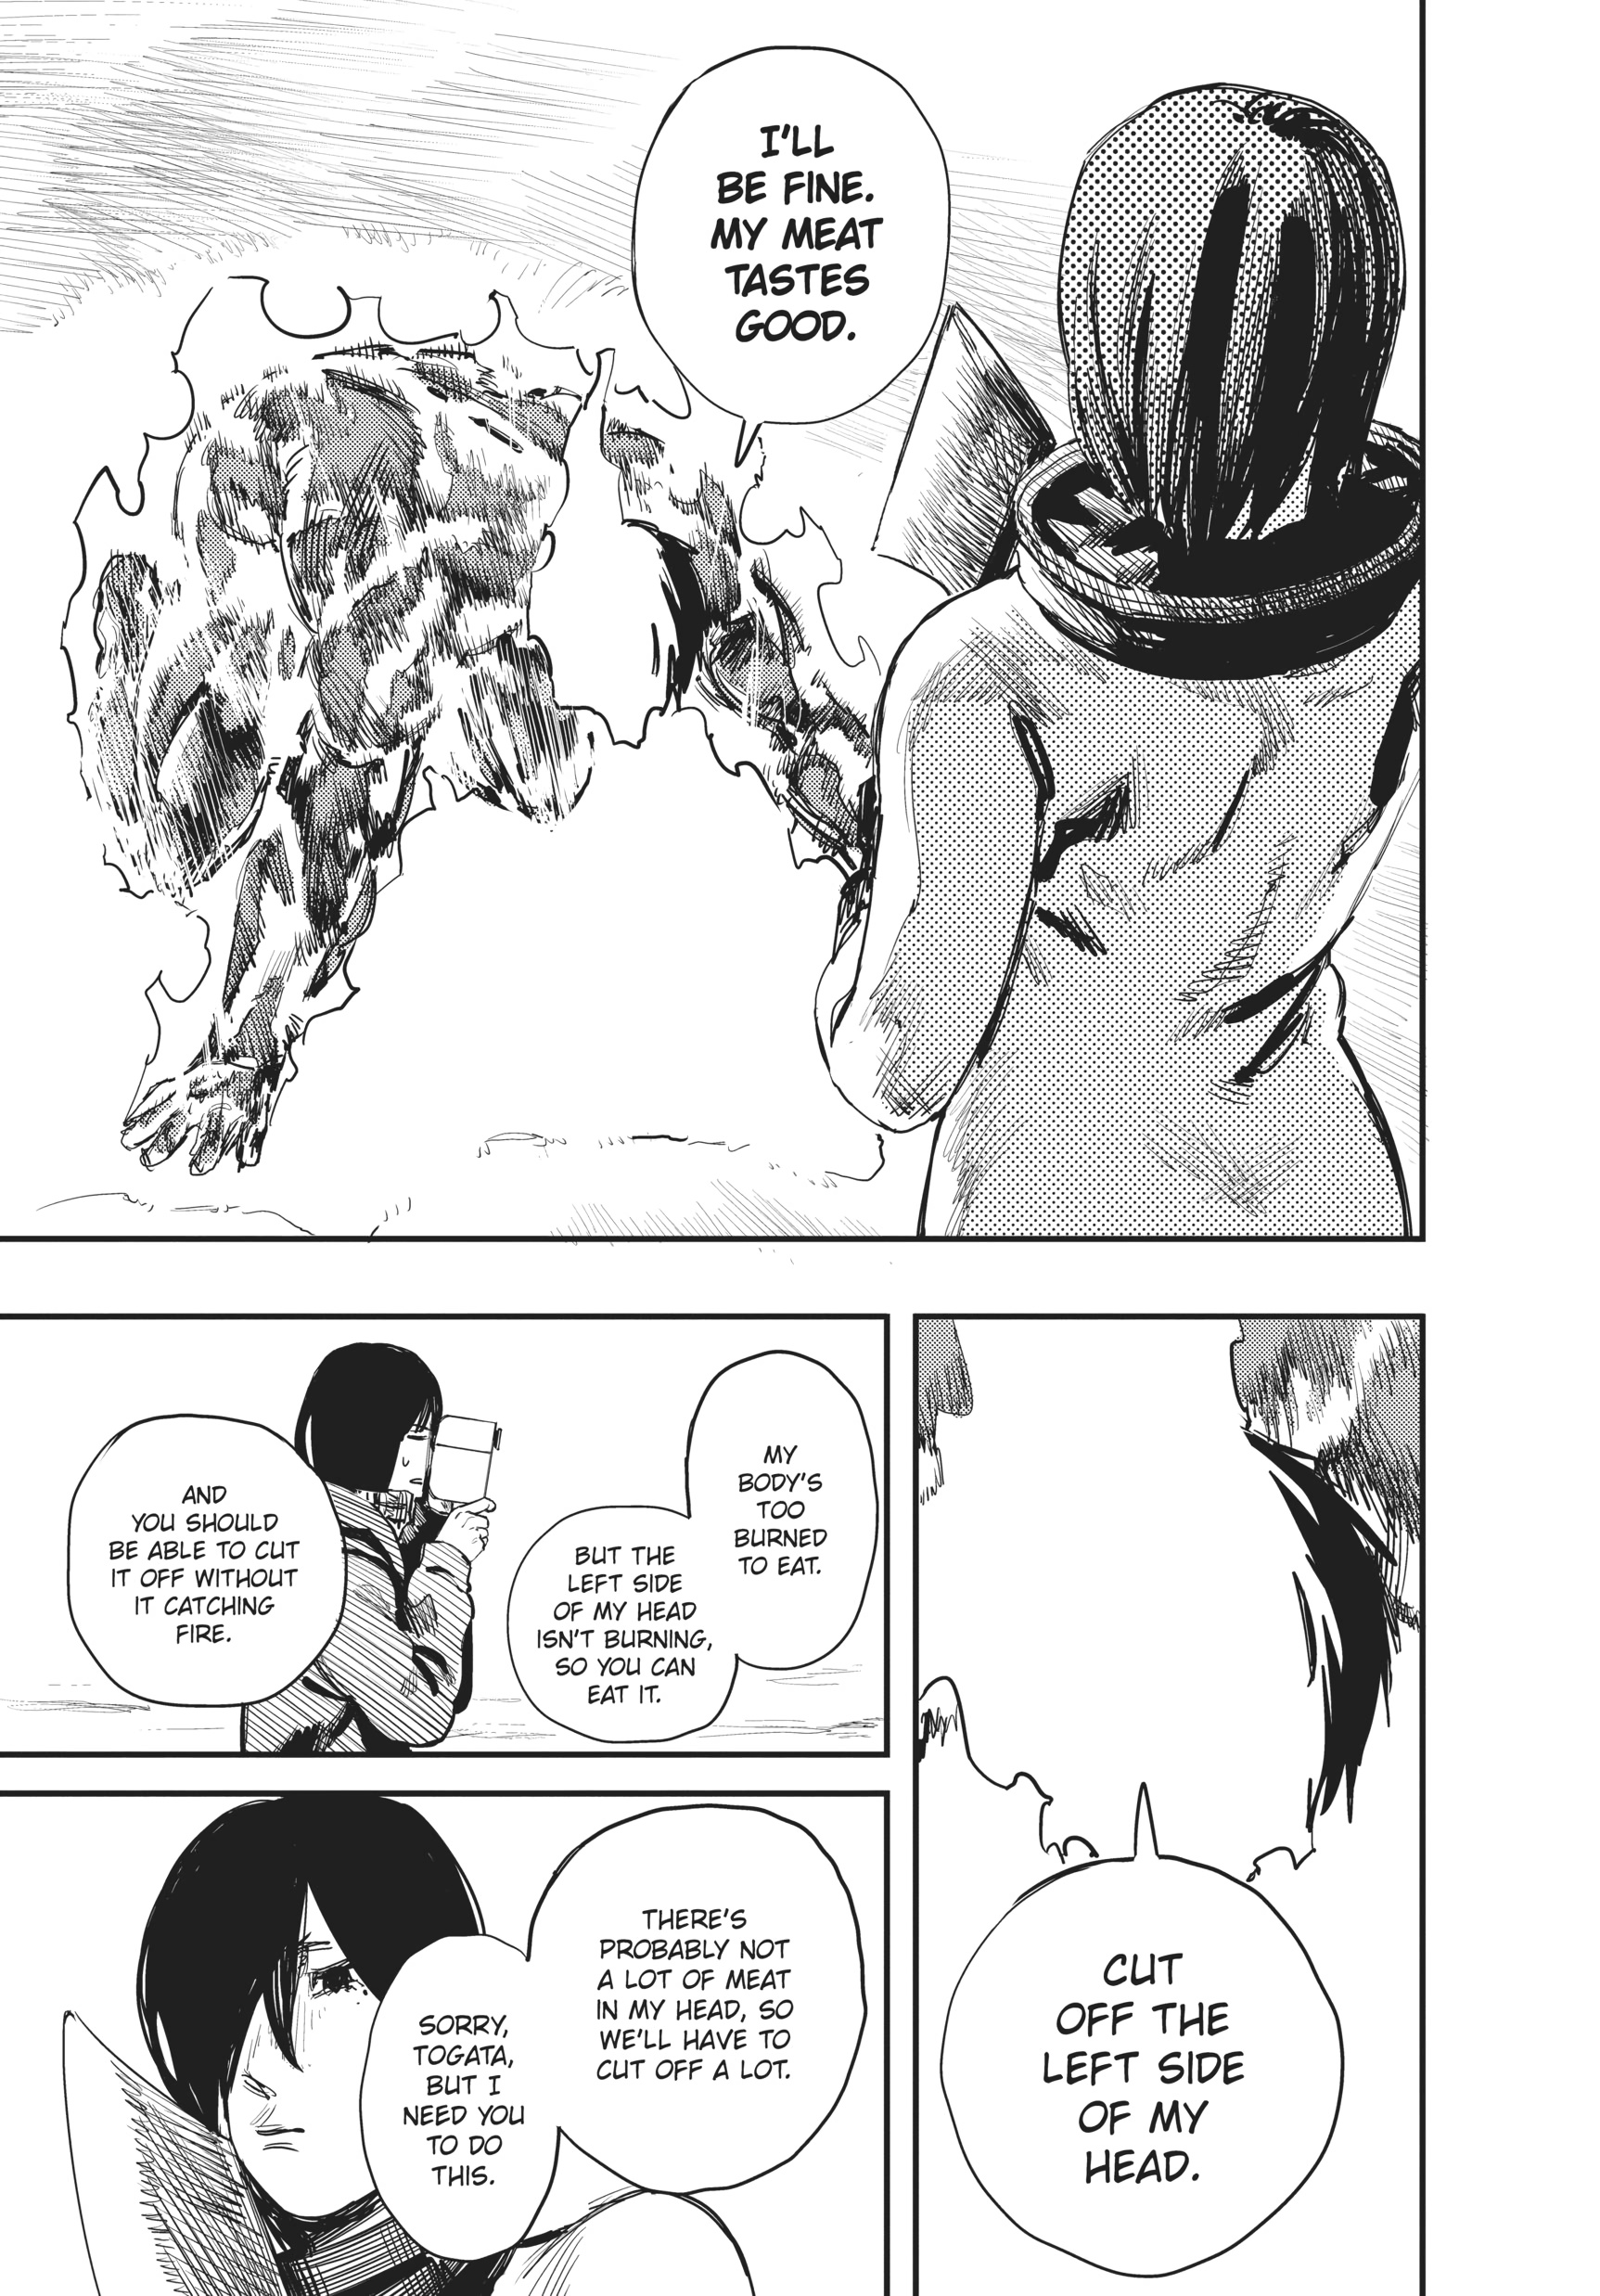 I'LL
BE FINE.
MY MEAT
TASTES
GOOD.
CUT
OFF THE
LEFT SIDE
OF MY
HEAD.
MY
BODY'S
TOO
BURNED
TO EAT.
BUT THE
LEFT SIDE
OF MY HEAD
ISN'T BURNING,
SO YOU CAN
EAT IT.
AND
YOU SHOULD
BE ABLE TO CUT
IT OFF WITHOUT
IT CATCHING
FIRE.
THERE'S
PROBABLY NOT
A LOT OF MEAT
IN MY HEAD, SO
WE'LL HAVE TO
CUT OFF A LOT.
SORRY,
TOGATA,
BUT I
NEED YOU
TO DO
THIS.